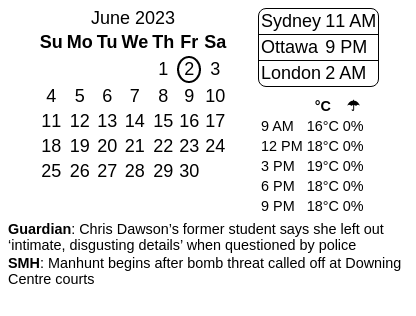 June 2023
Su Mo Tu We Th Fr Sa
1 2 3
4 5 6 7 8 9 10
11 12 13 14 15 16 17
18 19 20 21 22 23 24
25 26 27 28 29 30
Sydney 11 AM
Ottawa 9 PM
London 2 AM
°C ☂
9 AM 16°C 0%
12 PM 18°C 0%
3 PM 19°C 0%
6 PM 18°C 0%
9 PM 18°C 0%
Guardian: Chris Dawson’s former student says she left out
‘intimate, disgusting details’ when questioned by police
SMH: Manhunt begins after bomb threat called off at Downing
Centre courts